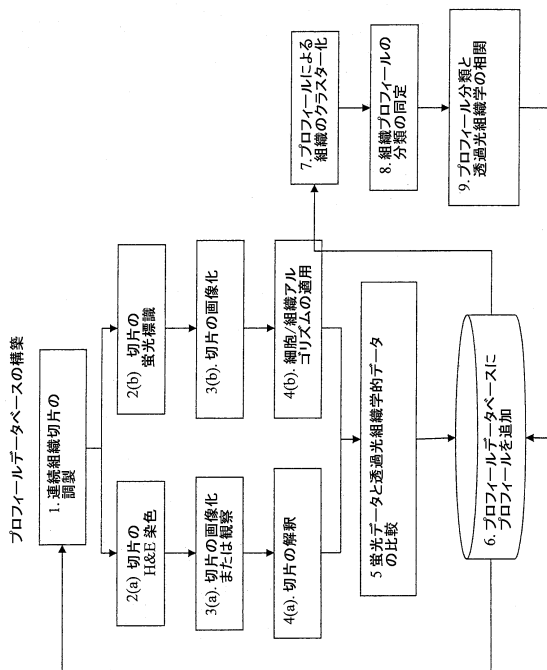 プロフィールデータベースの構築
1. 連続組織切片の
調製
2(a) 切片の
H&E 染色
2(b) 切片の
蛍光標識
3(a). 切片の画像化
または観察
3(b). 切片の画像化
4(a). 切片の解釈
4(b). 細胞/組織アル
ゴリズムの適用
5 蛍光データと透過光組織学的データ
の比較
6. プロフィールデータベースに
プロフィールを追加
7. プロフィールによる
組織のクラスター化
8. 組織プロフィールの
分類の同定
9. プロフィール分類と
透過光組織学の相関